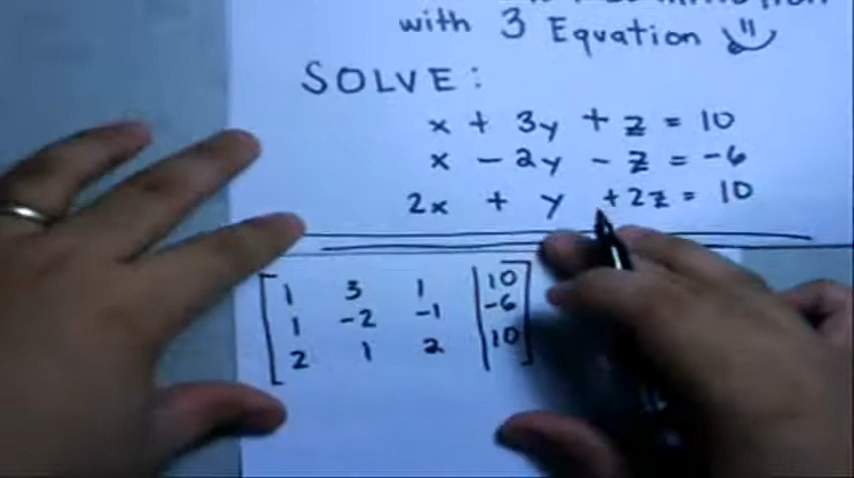 with 3 Equation
SOLVE:
x + 3y + z = 10
x - 2y - z = -6
2x + y +2z = 10
1 3 1 10
1 -2 -1 -6
2 1 2 10